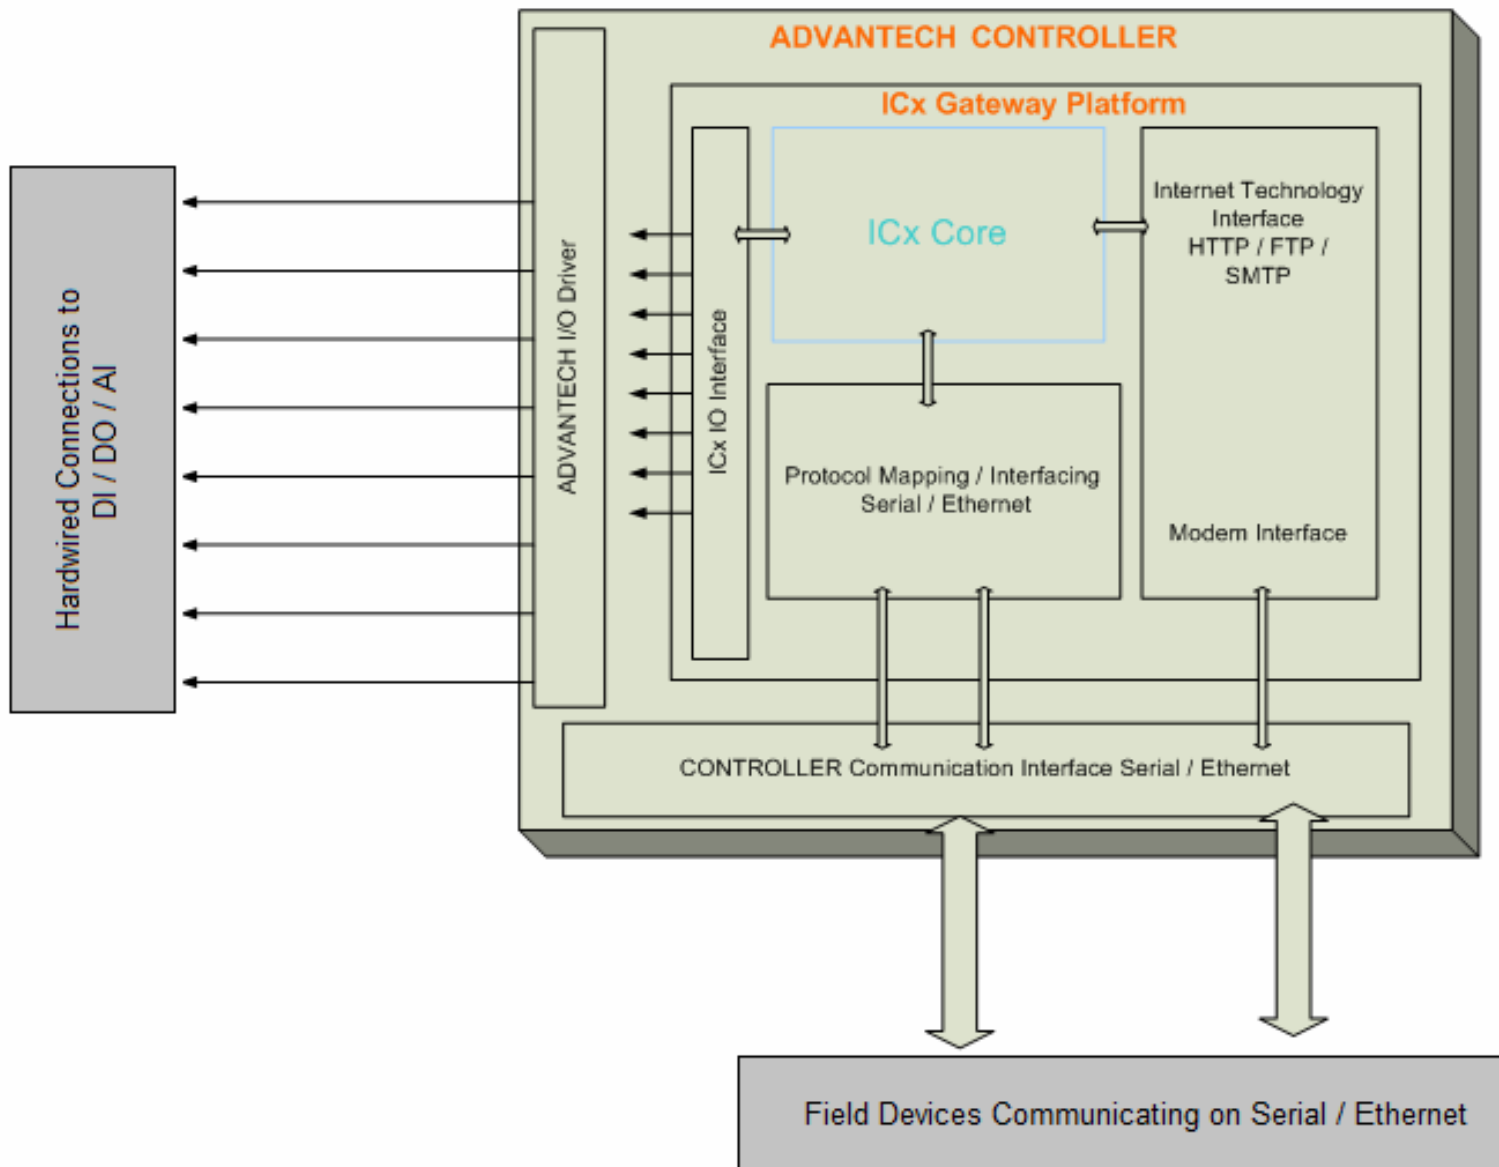 ADVANTECH CONTROLLER
ICx Gateway Platform
Hardwired Connections to
DI / DO / AI
ADVANTECH I/O Driver
ICx IO Interface
ICx Core
Internet Technology
Interface
HTTP / FTP /
SMTP
Protocol Mapping / Interfacing
Serial / Ethernet
Modem Interface
CONTROLLER Communication Interface Serial / Ethernet
Field Devices Communicating on Serial / Ethernet